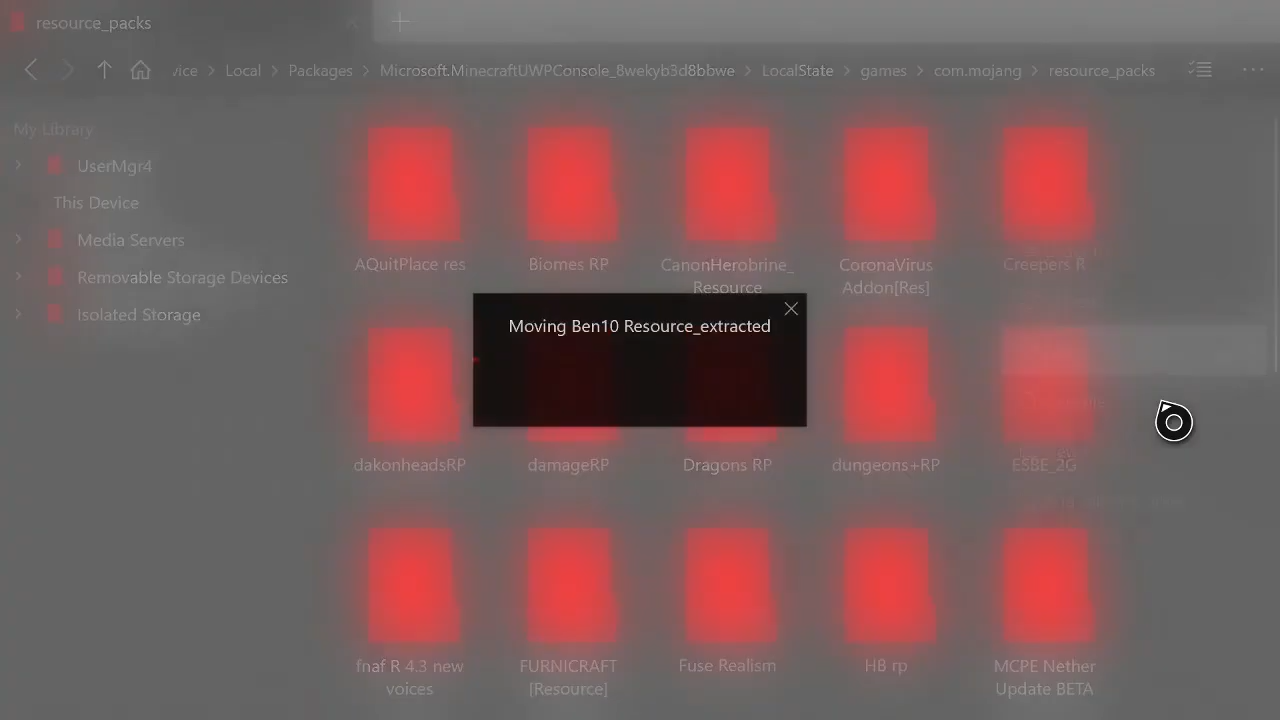 resource_packs
vice > Local > Packages > Microsoft.MinecraftUWPConsole_8wekyb3d8bbwe > LocalState > games > com.mojang > resource_packs
My Library
UserMgr4
This Device
Media Servers
Removable Storage Devices
Isolated Storage
AQuitPlace res
Biomes RP
CanonHerobrine_
Resource
CoronaVirus
Addon[Res]
Creepers R
Moving Ben10 Resource_extracted
dakonheadsRP
damageRP
Dragons RP
dungeons+RP
ESBE_2G
fnaf R 4.3 new
voices
FURNICRAFT
[Resource]
Fuse Realism
HB rp
MCPE Nether
Update BETA